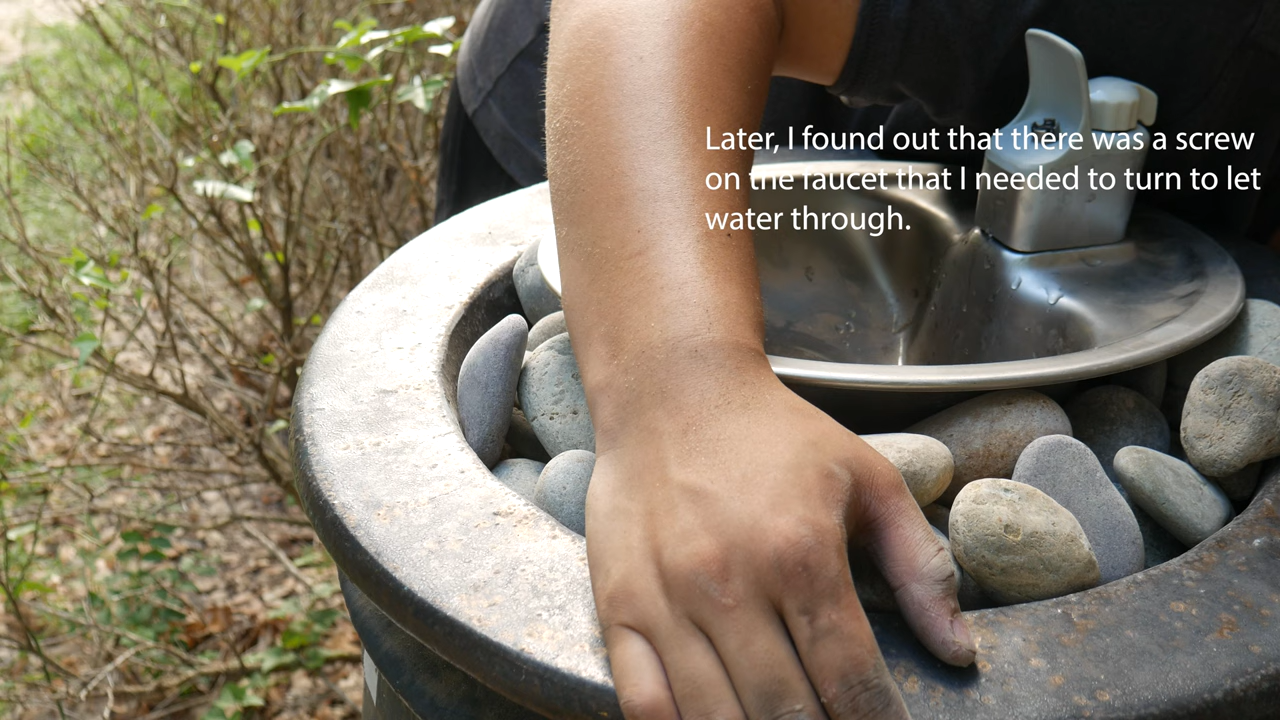 Later, I found out that there was a screw
on the faucet that I needed to turn to let
water through.